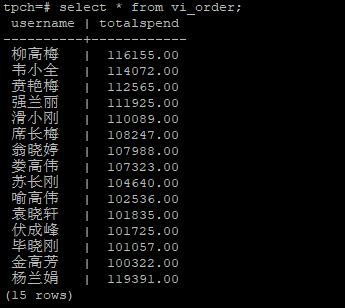 tpch=# select * from vi_order;
username | totalspend
----------+------------
柳高梅 | 116155.00
韦小全 | 114072.00
贲艳梅 | 112565.00
强兰丽 | 111925.00
滑小刚 | 110089.00
席长梅 | 108247.00
翁晓婷 | 107988.00
娄高伟 | 107323.00
苏长刚 | 104640.00
喻高伟 | 102536.00
袁晓轩 | 101835.00
伏成峰 | 101725.00
毕晓刚 | 101057.00
金高芳 | 100322.00
杨兰娟 | 119391.00
(15 rows)